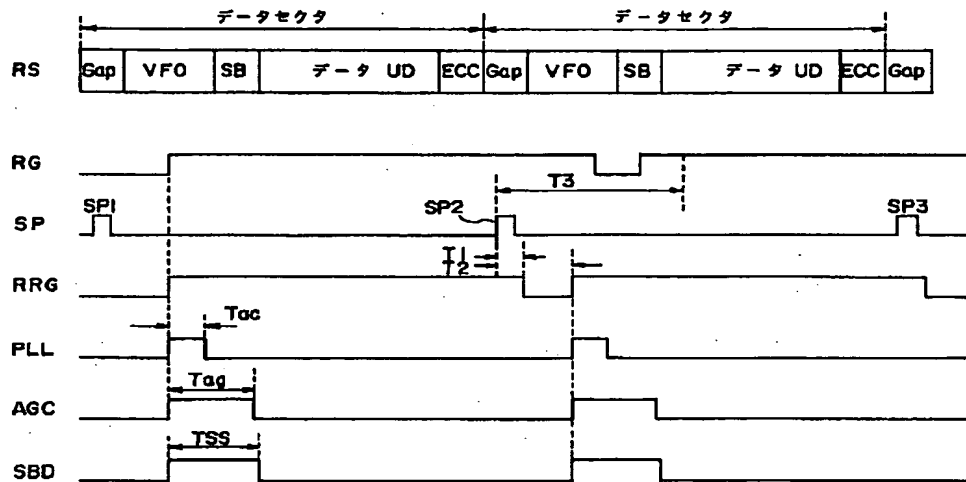 データセクタ データセクタ
RS Gap VFO SB データ UD ECC Gap VFO SB データ UD ECC Gap
RG
T3
SP SP1 SP2 SP3
T1
T2
RRG
Tac
PLL
Tag
AGC
TSS
SBD